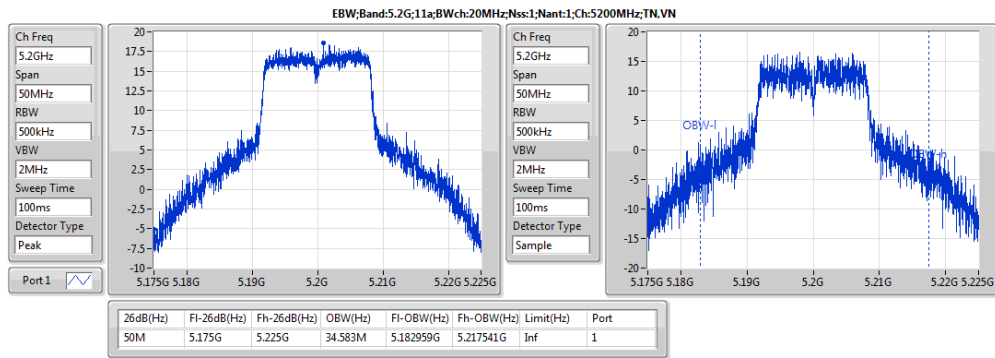 EBW;Band:5.2G;11a;BWch:20MHz;Nss:1;Nant:1;Ch:5200MHz;TN,VN
Ch Freq
5.2GHz
Span
50MHz
RBW
500kHz
VBW
2MHz
Sweep Time
100ms
Detector Type
Peak
Port 1
20
17.5
15
12.5
10
7.5
5
2.5
0
-2.5
-5
-7.5
-10
5.175G 5.18G 5.19G 5.2G 5.21G 5.22G 5.225G
Ch Freq
5.2GHz
Span
50MHz
RBW
500kHz
VBW
2MHz
Sweep Time
100ms
Detector Type
Sample
20
15
10
5
0
-5
-10
-15
-20
OBW-l
5.175G 5.18G 5.19G 5.2G 5.21G 5.22G 5.225G
26dB(Hz) Fl-26dB(Hz) Fh-26dB(Hz) OBW(Hz) Fl-OBW(Hz) Fh-OBW(Hz) Limit(Hz) Port
50M 5.175G 5.225G 34.583M 5.182959G 5.217541G Inf 1